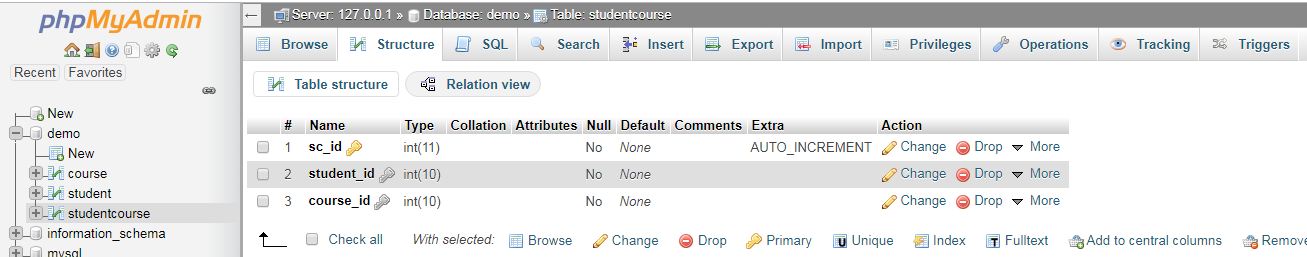 phpMyAdmin
Recent Favorites
New
demo
New
course
student
studentcourse
information_schema
mysql
Server: 127.0.0.1 » Database: demo » Table: studentcourse
Browse Structure SQL Search Insert Export Import Privileges Operations Tracking Triggers
Table structure Relation view
# Name Type Collation Attributes Null Default Comments Extra Action
1 sc_id int(11) No None AUTO_INCREMENT Change Drop More
2 student_id int(10) No None Change Drop More
3 course_id int(10) No None Change Drop More
Check all With selected: Browse Change Drop Primary Unique Index Fulltext Add to central columns Remove